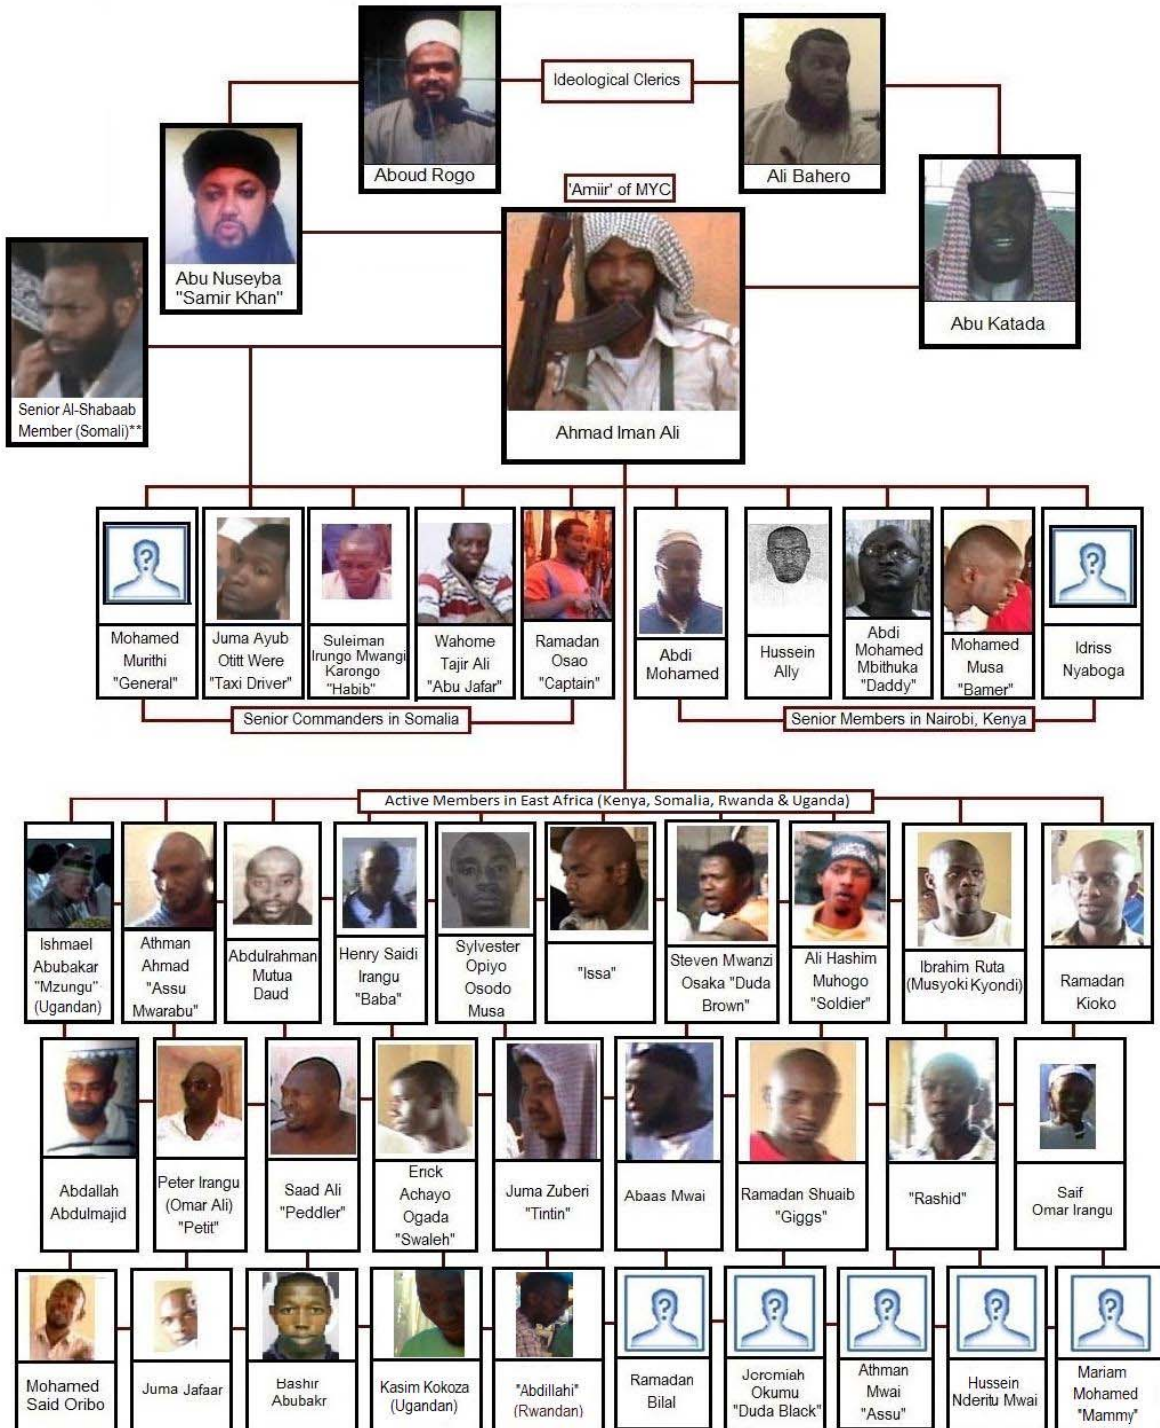 Ideological Clerics
Aboud Rogo
Ali Bahero
'Amiir' of MYC
Abu Nuseyba
"Samir Khan"
Abu Katada
Senior Al-Shabaab
Member (Somali)**
Ahmad Iman Ali
Mohamed
Murithi
"General"
Juma Ayub
Otitt Were
"Taxi Driver"
Suleiman
Irungo Mwangi
Karongo
"Habib"
Wahome
Tajir Ali
"Abu Jafar"
Ramadan
Osao
"Captain"
Abdi
Mohamed
Hussein
Ally
Abdi
Mohamed
Mbithuka
"Daddy"
Mohamed
Musa
"Bamer"
Idriss
Nyaboga
Senior Commanders in Somalia
Senior Members in Nairobi, Kenya
Active Members in East Africa (Kenya, Somalia, Rwanda & Uganda)
Ishmael
Abubakar
"Mzungu"
(Ugandan)
Athman
Ahmad
"Assu
Mwarabu"
Abdulrahman
Mutua
Daud
Henry Saidi
Irangu
"Baba"
Sylvester
Opiyo
Osodo
Musa
"Issa"
Steven Mwanzi
Osaka "Duda
Brown"
Ali Hashim
Muhogo
"Soldier"
Ibrahim Ruta
(Musyoki Kyondi)
Ramadan
Kioko
Abdallah
Abdulmajid
Peter Irangu
(Omar Ali)
"Petit"
Saad Ali
"Peddler"
Erick
Achayo
Ogada
"Swaleh"
Juma Zuberi
"Tintin"
Abaas Mwai
Ramadan Shuaib
"Giggs"
"Rashid"
Saif
Omar Irangu
Mohamed
Said Oribo
Juma Jafaar
Bashir
Abubakr
Kasim Kokoza
(Ugandan)
"Abdillahi"
(Rwandan)
Ramadan
Bilal
Jeremiah
Okumu
"Duda Black"
Athman
Mwai
"Assu"
Hussein
Nderitu Mwai
Mariam
Mohamed
"Mammy"